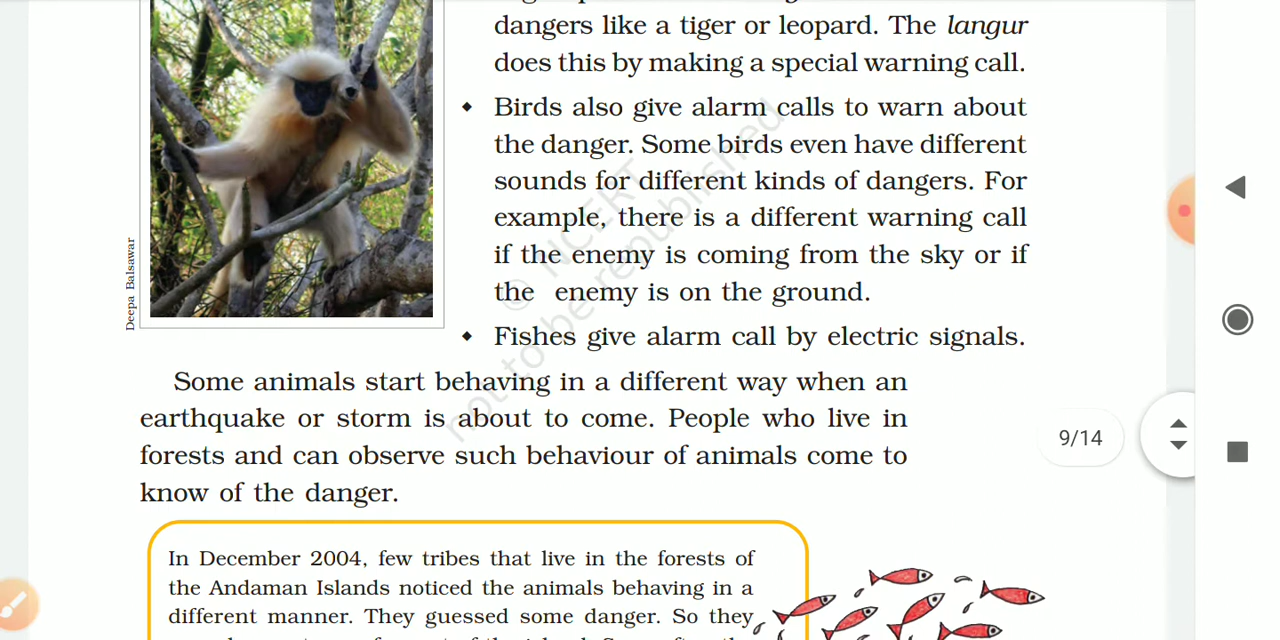 dangers like a tiger or leopard. The langur
does this by making a special warning call.
◆ Birds also give alarm calls to warn about
the danger. Some birds even have different
sounds for different kinds of dangers. For
example, there is a different warning call
if the enemy is coming from the sky or if
the enemy is on the ground.
◆ Fishes give alarm call by electric signals.
Deepa Balsawar
Some animals start behaving in a different way when an
earthquake or storm is about to come. People who live in
forests and can observe such behaviour of animals come to
know of the danger.
In December 2004, few tribes that live in the forests of
the Andaman Islands noticed the animals behaving in a
different manner. They guessed some danger. So they
© NCERT
not to be republished
9/14